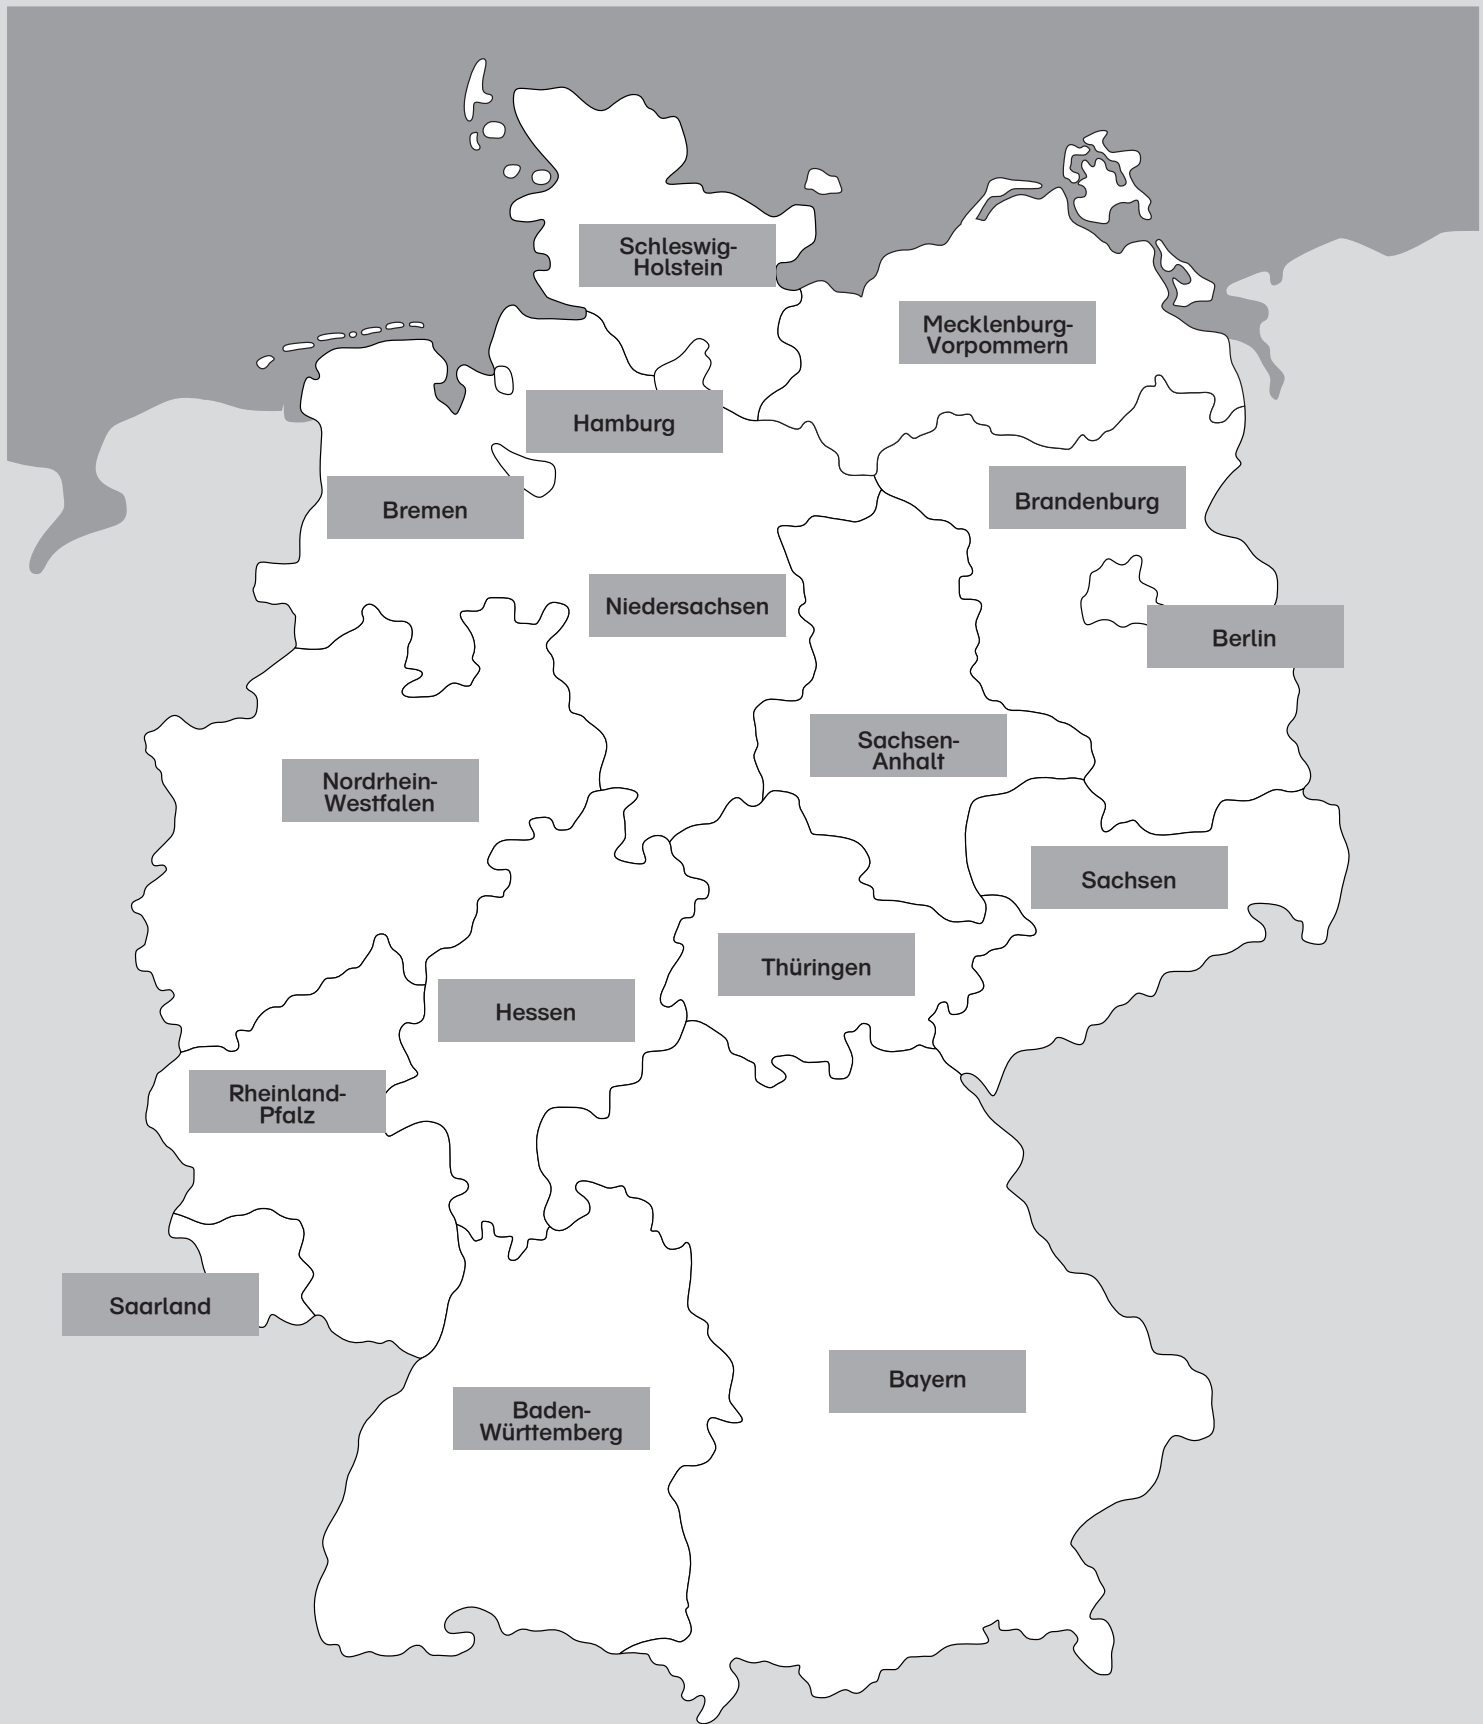 Schleswig-
Holstein
Mecklenburg-
Vorpommern
Hamburg
Brandenburg
Bremen
Niedersachsen
Berlin
Sachsen-
Anhalt
Nordrhein-
Westfalen
Sachsen
Thüringen
Hessen
Rheinland-
Pfalz
Saarland
Bayern
Baden-
Württemberg